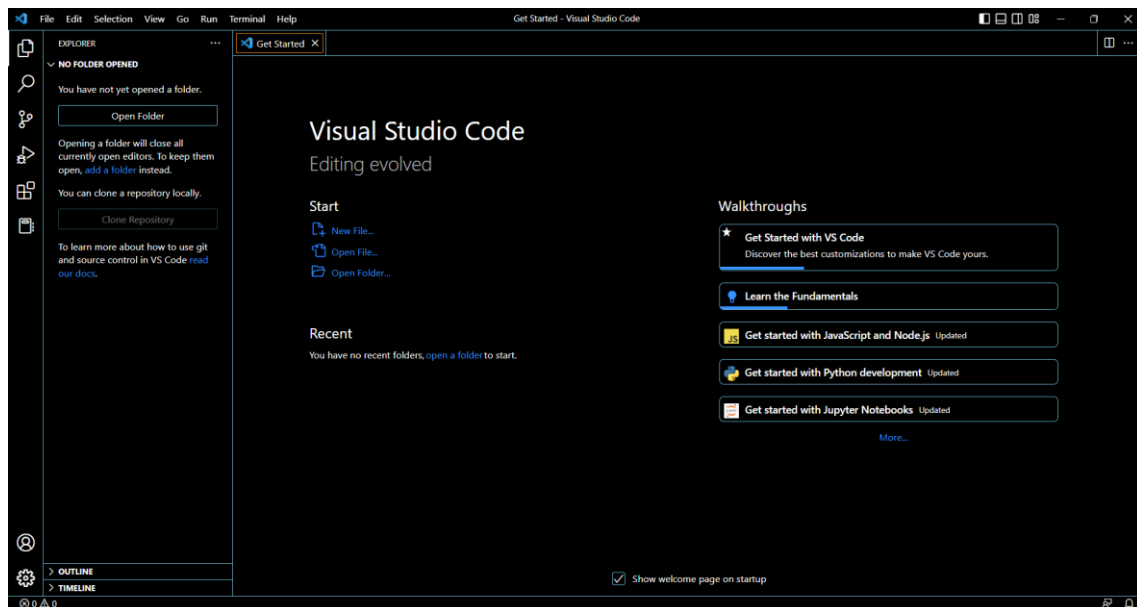 File Edit Selection View Go Run Terminal Help
Get Started - Visual Studio Code
EXPLORER
NO FOLDER OPENED
You have not yet opened a folder.
Open Folder
Opening a folder will close all
currently open editors. To keep them
open, add a folder instead.
You can clone a repository locally.
Clone Repository
To learn more about how to use git
and source control in VS Code read
our docs.
OUTLINE
TIMELINE
Get Started
Visual Studio Code
Editing evolved
Start
New File...
Open File...
Open Folder...
Recent
You have no recent folders, open a folder to start.
Walkthroughs
Get Started with VS Code
Discover the best customizations to make VS Code yours.
Learn the Fundamentals
JS
Get started with JavaScript and Node.js Updated
Get started with Python development Updated
Get started with Jupyter Notebooks Updated
More...
Show welcome page on startup
0 0